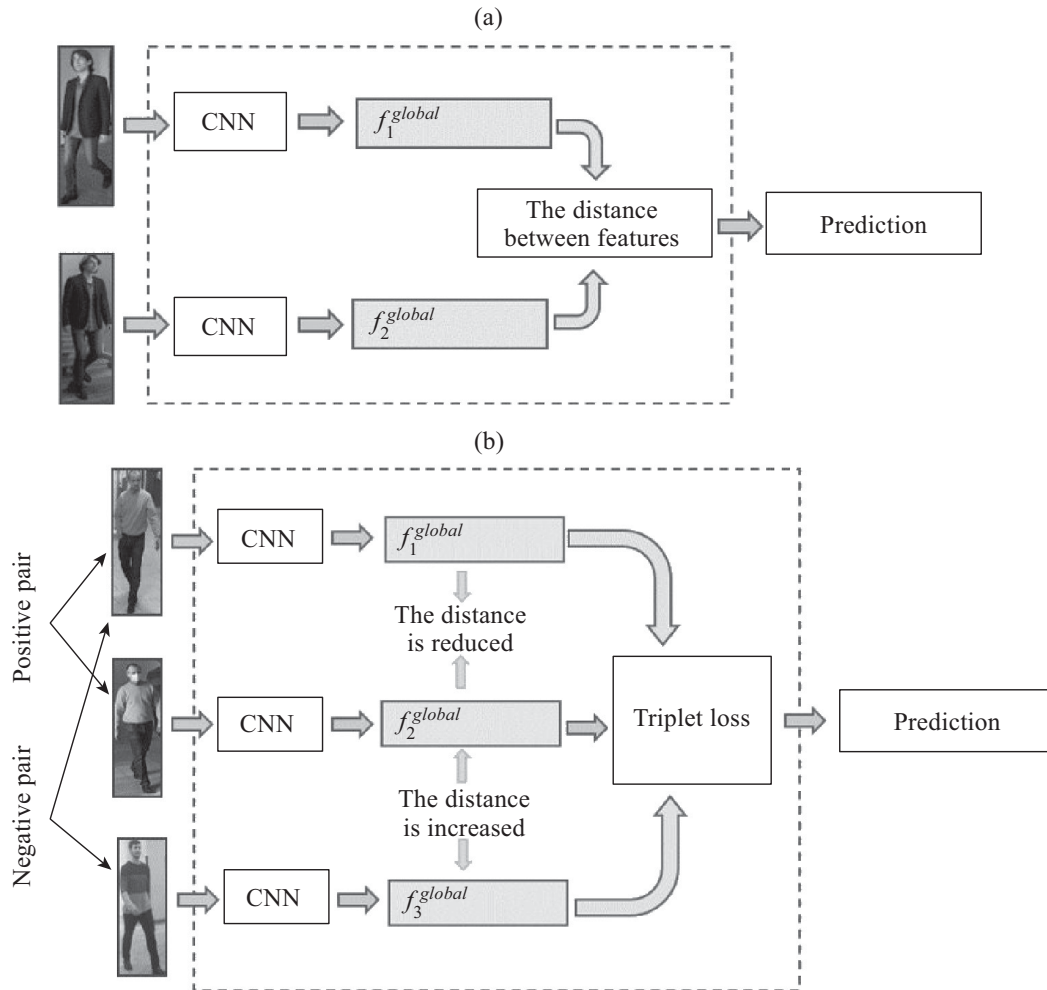 (a)
CNN
f_1^{global}
The distance
between features
Prediction
CNN
f_2^{global}
(b)
Positive pair
Negative pair
CNN
f_1^{global}
The distance
is reduced
CNN
f_2^{global}
Triplet loss
Prediction
The distance
is increased
CNN
f_3^{global}